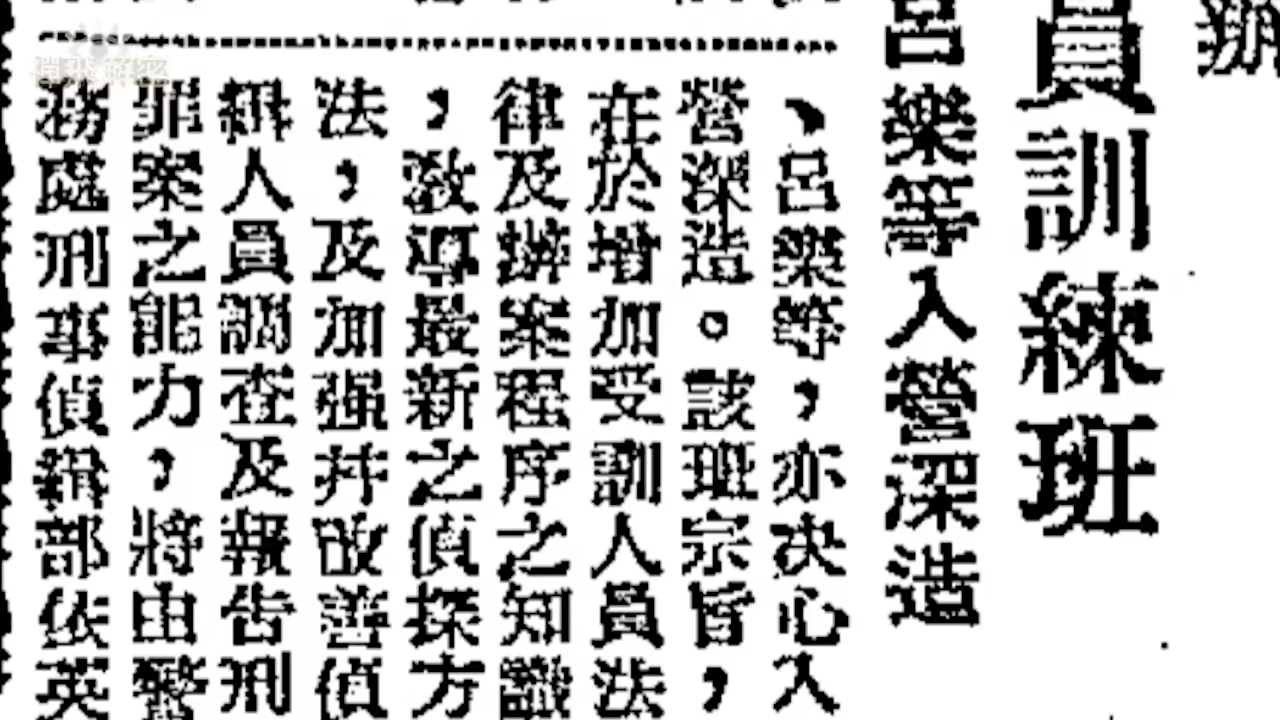 辦
員訓練班
呂樂等入營深造
、呂樂等，亦决心入
營深造。該班宗旨，
在於增加受訓人員法
律及辦案程序之知識
，教導最新之偵探方
法，及加强幷改善偵
緝人員調查及報告刑
罪案之能力，將由警
務處刑事偵緝部依英